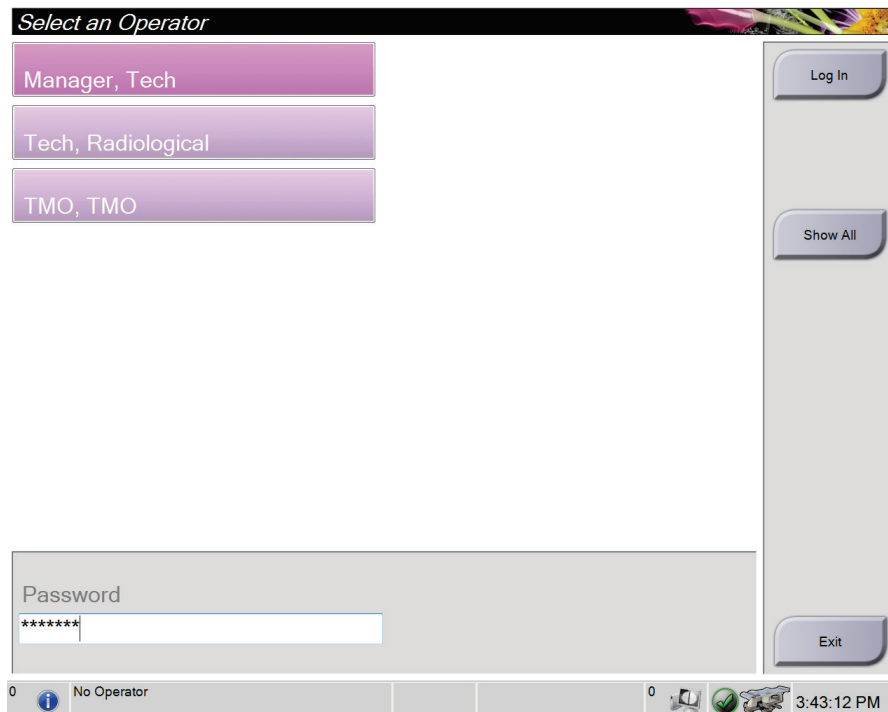 Select an Operator
Manager, Tech
Log In
Tech, Radiological
TMO, TMO
Show All
Password
*******
Exit
0
No Operator
0
3:43:12 PM